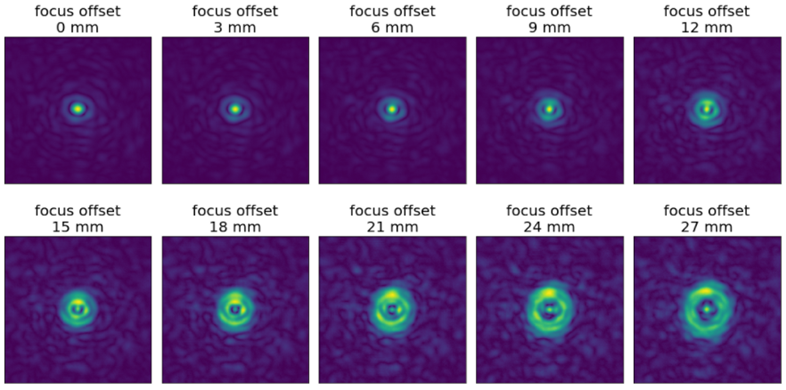 focus offset
0 mm
focus offset
3 mm
focus offset
6 mm
focus offset
9 mm
focus offset
12 mm
focus offset
15 mm
focus offset
18 mm
focus offset
21 mm
focus offset
24 mm
focus offset
27 mm